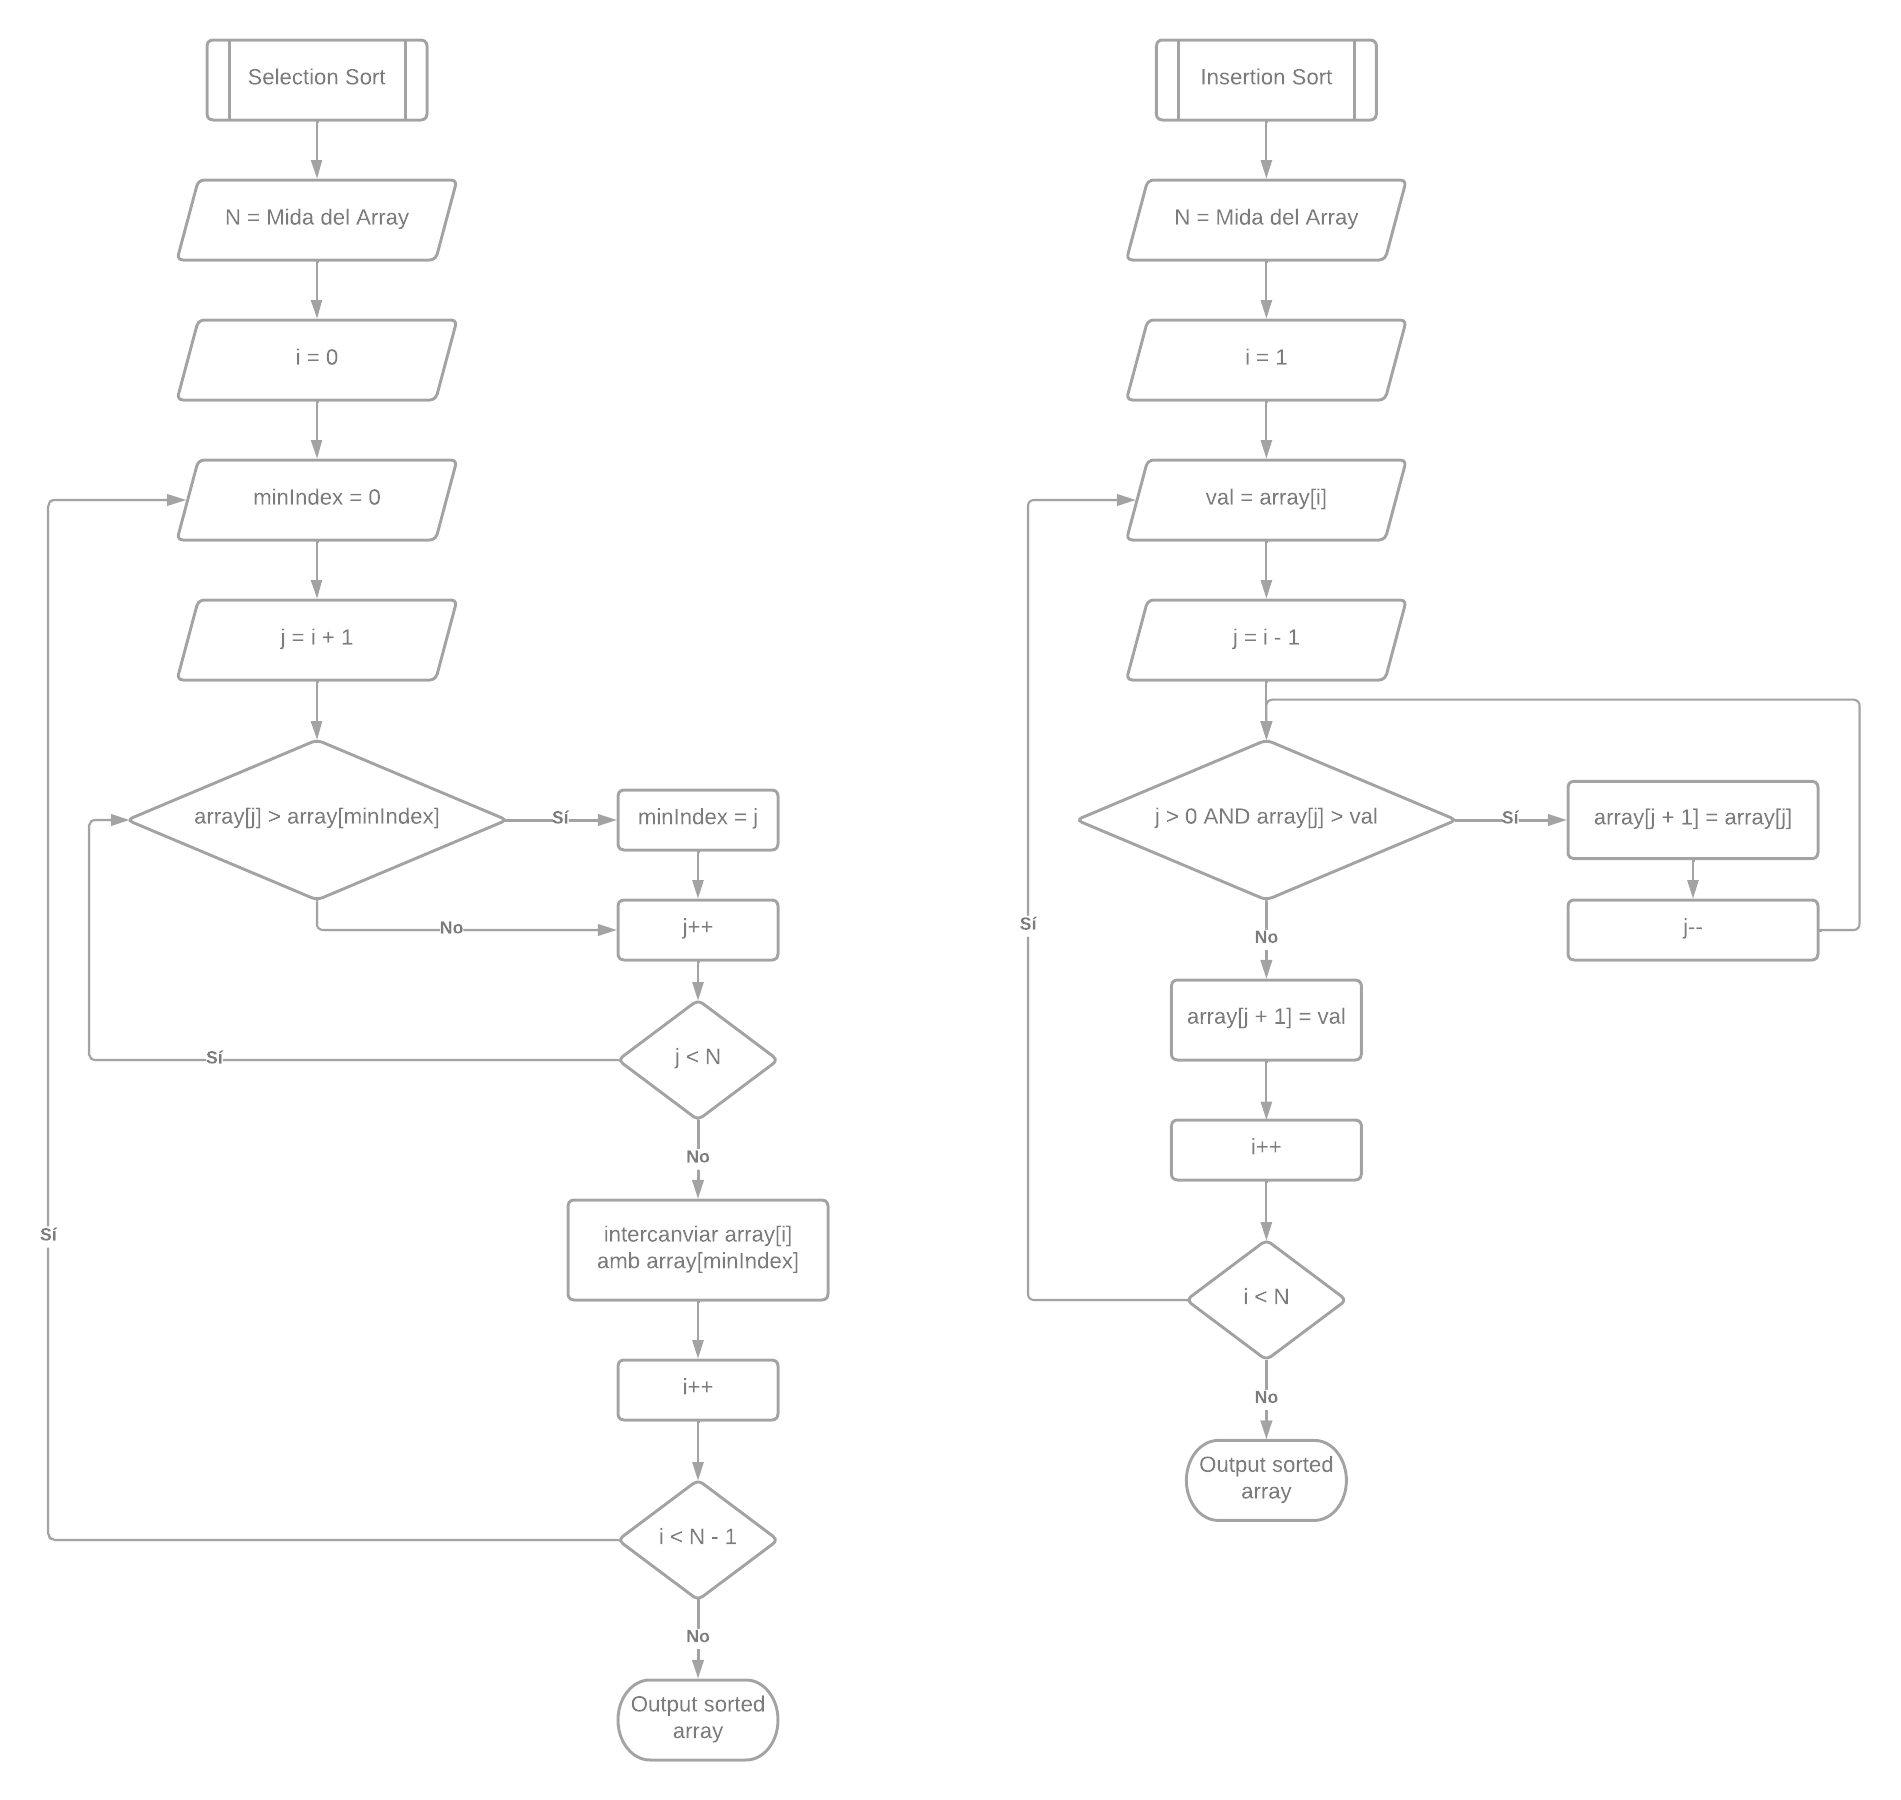 Selection Sort
N = Mida del Array
i = 0
minIndex = 0
j = i + 1
array[j] > array[minIndex]
Sí
minIndex = j
No
j++
j < N
Sí
No
intercanviar array[i]
amb array[minIndex]
i++
i < N - 1
Sí
No
Output sorted
array
Insertion Sort
N = Mida del Array
i = 1
val = array[i]
j = i - 1
j > 0 AND array[j] > val
Sí
array[j + 1] = array[j]
j--
No
array[j + 1] = val
i++
i < N
Sí
No
Output sorted
array